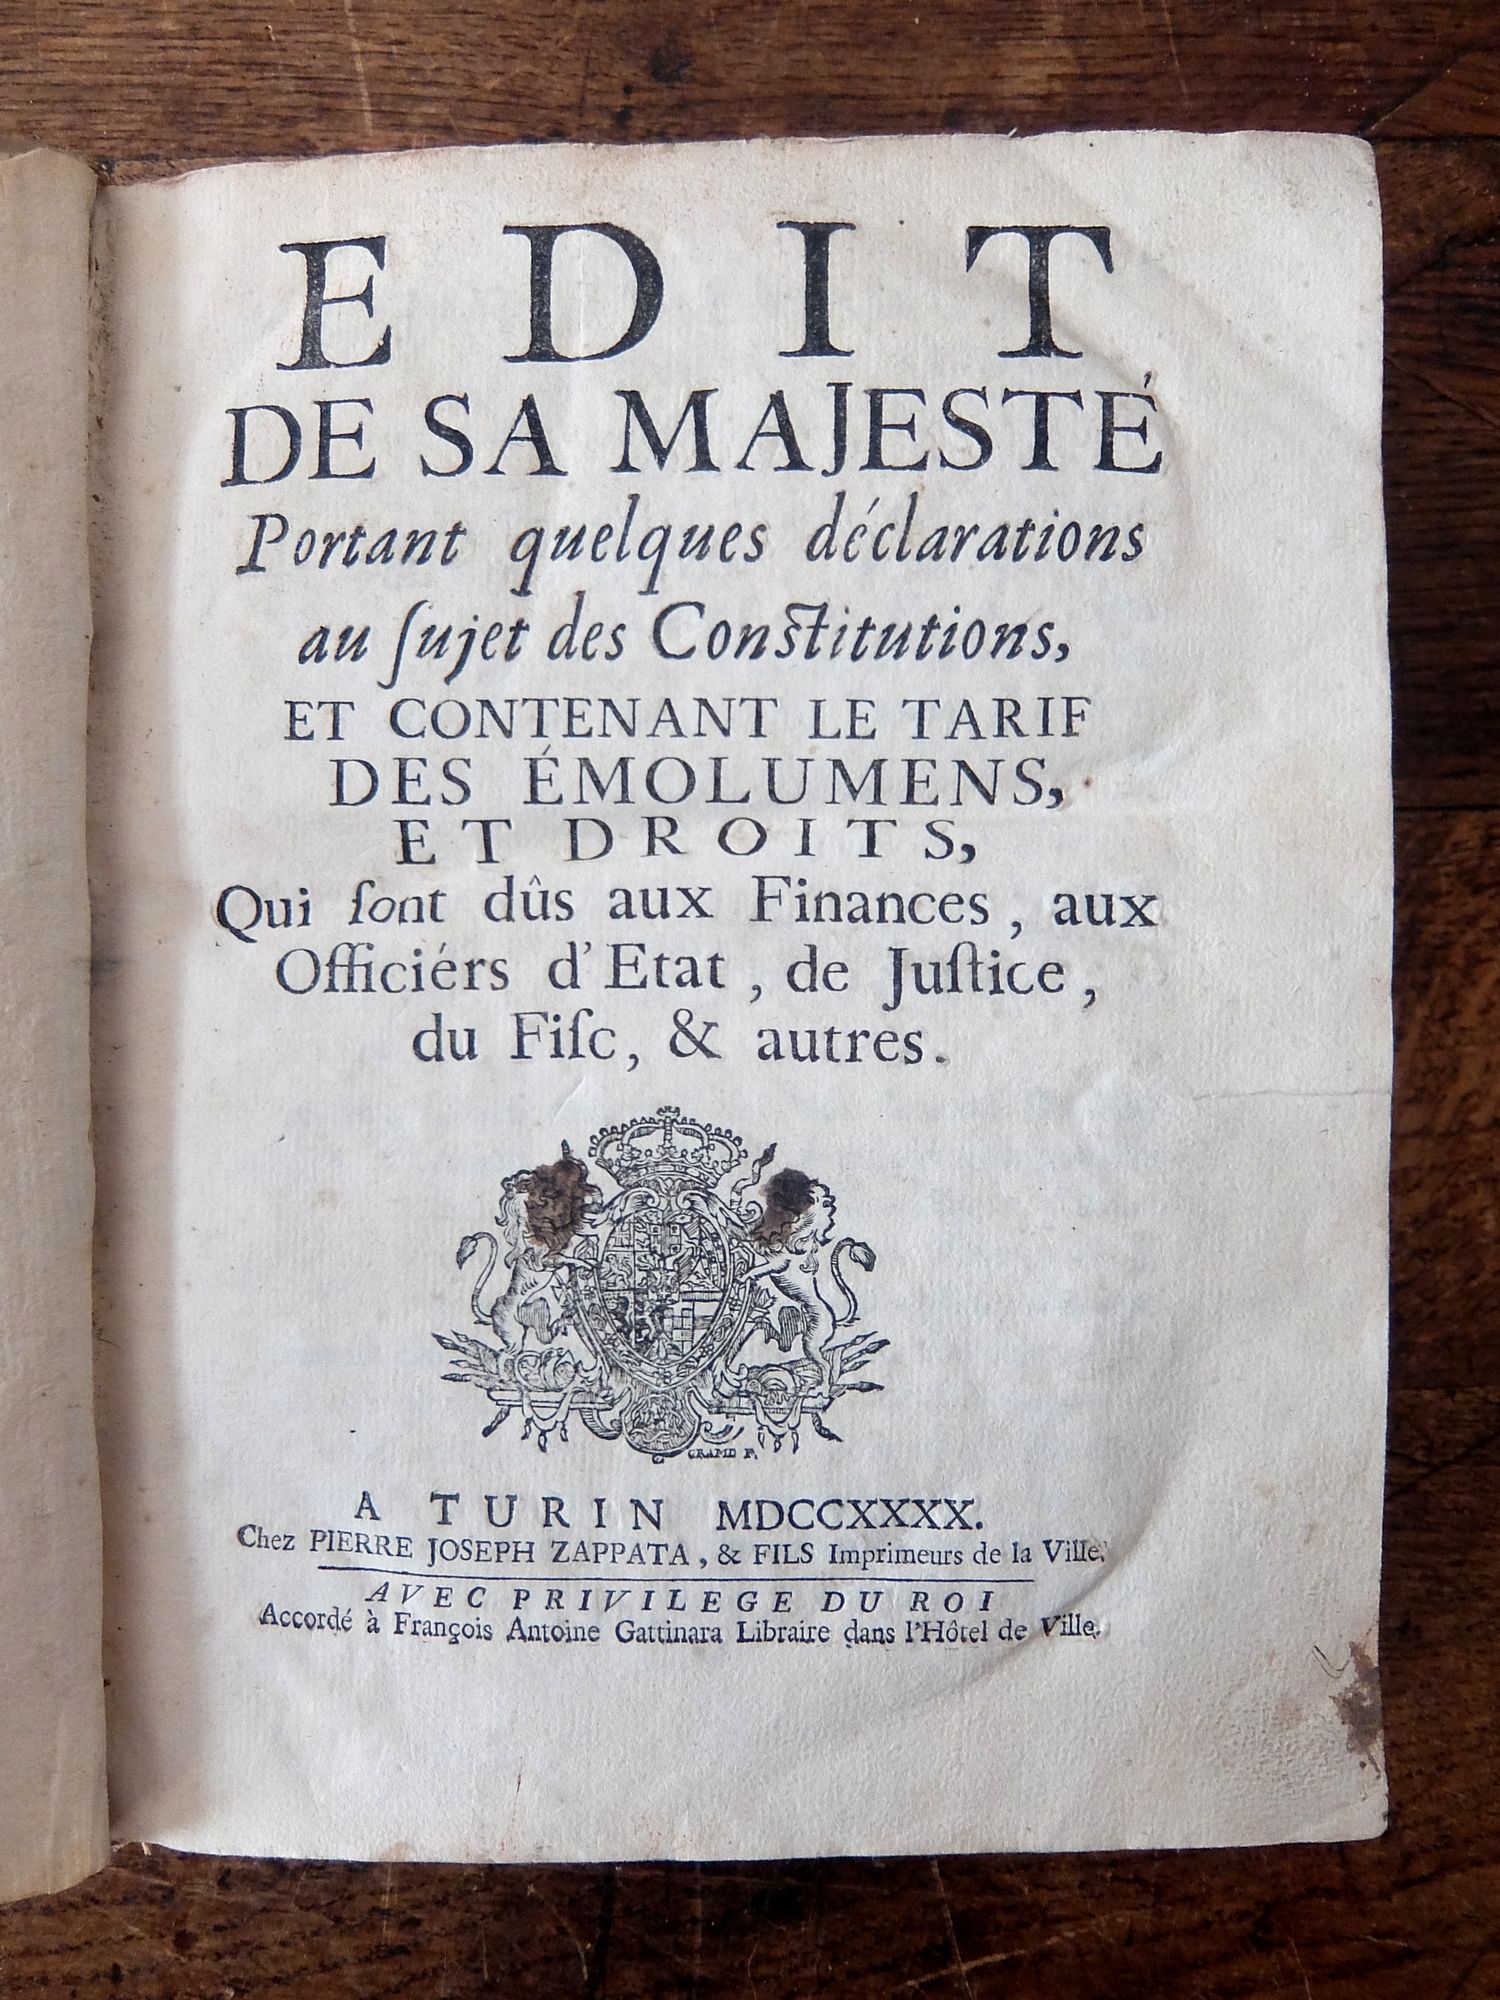 EDIT
DE SA MAJESTÉ
Portant quelques déclarations
au ſujet des Conſtitutions,
ET CONTENANT LE TARIF
DES ÉMOLUMENS,
ET DROITS,
Qui ſont dûs aux Finances, aux
Officiérs d'Etat, de Juſtice,
du Fiſc, & autres.
GRAMD F.
A TURIN MDCCXXXX.
Chez PIERRE JOSEPH ZAPPATA, & FILS Imprimeurs de la Ville.
AVEC PRIVILEGE DU ROI
Accordé à François Antoine Gattinara Libraire dans l'Hôtel de Ville.